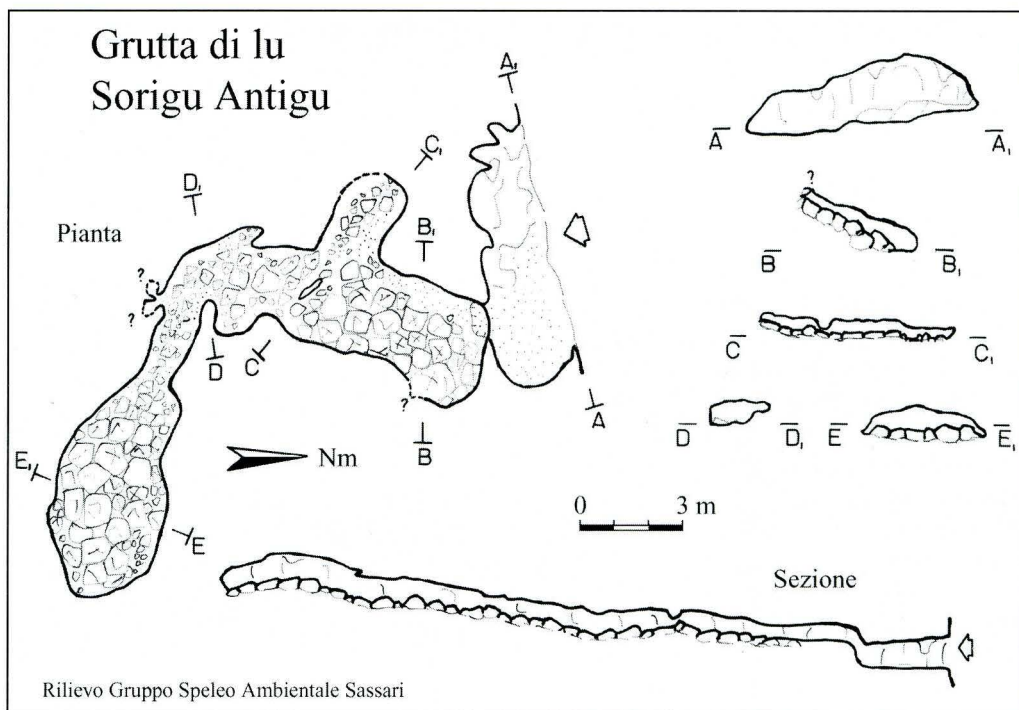 Grutta di lu
Sorigu Antigu
Pianta
A₁
C₁
D₁
B₁
?
?
D
C
?
B
A
E₁
E
Nm
0 3 m
A A₁
?
B B₁
C C₁
D D₁ E E₁
Sezione
Rilievo Gruppo Speleo Ambientale Sassari